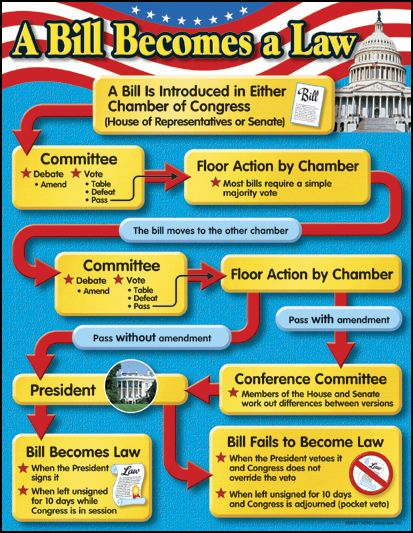 A Bill Becomes a Law
A Bill Is Introduced in Either
Chamber of Congress
(House of Representatives or Senate)
Bill
Committee
Debate
• Amend
Vote
• Table
• Defeat
• Pass
Floor Action by Chamber
Most bills require a simple
majority vote
The bill moves to the other chamber
Committee
Debate
• Amend
Vote
• Table
• Defeat
• Pass
Floor Action by Chamber
Pass with amendment
Pass without amendment
President
Conference Committee
Members of the House and Senate
work out differences between versions
Bill Becomes Law
When the President
signs it
When left unsigned
for 10 days while
Congress is in session
Law
Bill Fails to Become Law
When the President vetoes it
and Congress does not
override the veto
When left unsigned for 10 days
and Congress is adjourned (pocket veto)
Law